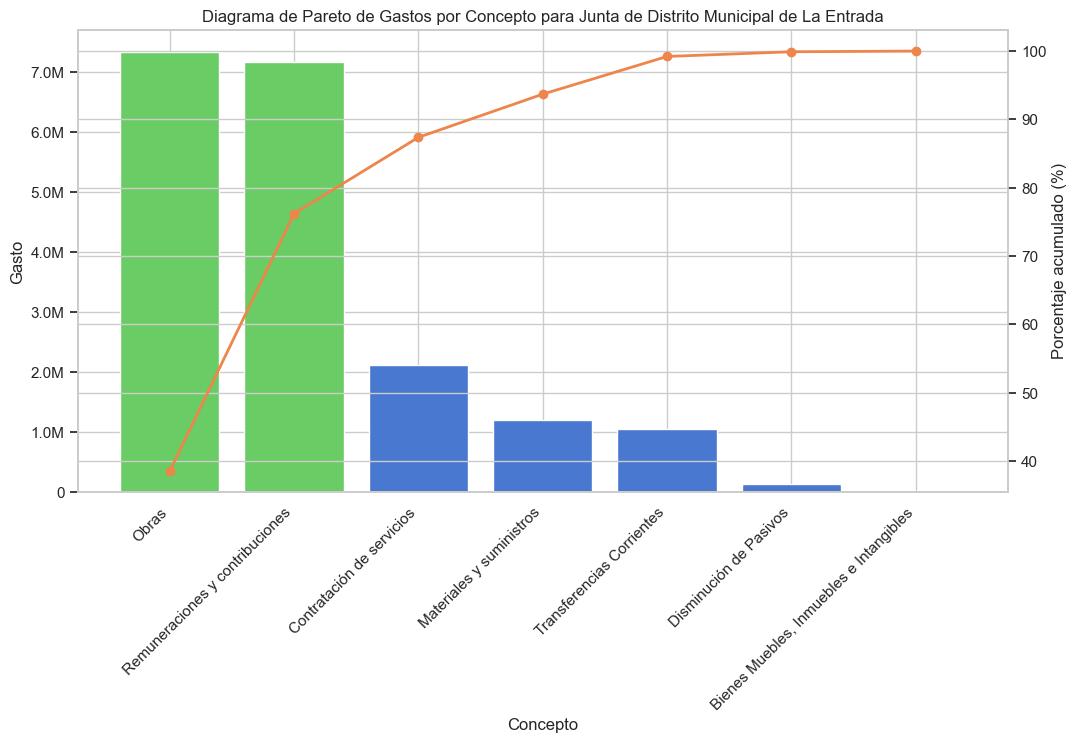 Diagrama de Pareto de Gastos por Concepto para Junta de Distrito Municipal de La Entrada
Gasto
7.0M
6.0M
5.0M
4.0M
3.0M
2.0M
1.0M
0
100
90
80
70
60
50
40
Porcentaje acumulado (%)
Obras
Remuneraciones y contribuciones
Contratación de servicios
Materiales y suministros
Transferencias Corrientes
Disminución de Pasivos
Bienes Muebles, Inmuebles e Intangibles
Concepto